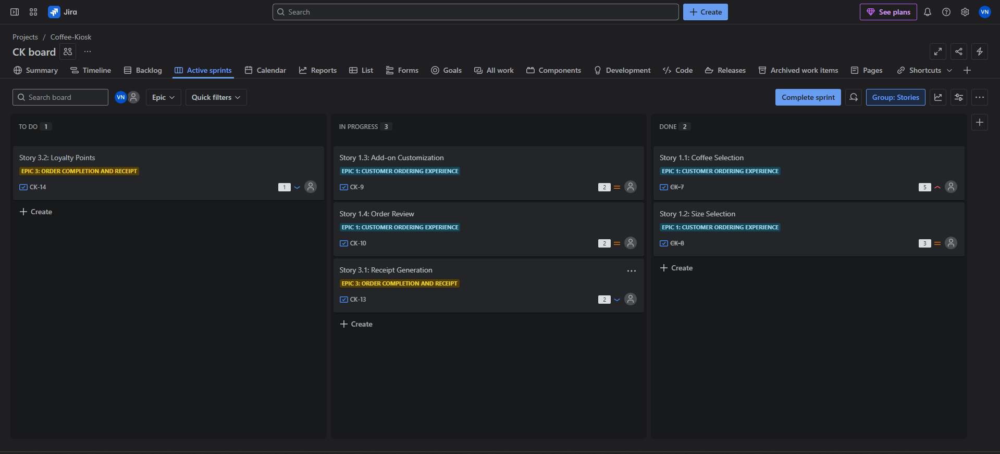 Jira
Search
Create
See plans
VN
Projects / Coffee-Kiosk
CK board
Summary
Timeline
Backlog
Active sprints
Calendar
Reports
List
Forms
Goals
All work
Components
Development
Code
Releases
Archived work items
Pages
Shortcuts
Search board
VN
Epic
Quick filters
Complete sprint
Group: Stories
TO DO 1
Story 3.2: Loyalty Points
EPIC 3: ORDER COMPLETION AND RECEIPT
CK-14 1
Create
IN PROGRESS 3
Story 1.3: Add-on Customization
EPIC 1: CUSTOMER ORDERING EXPERIENCE
CK-9 2
Story 1.4: Order Review
EPIC 1: CUSTOMER ORDERING EXPERIENCE
CK-10 2
Story 3.1: Receipt Generation
EPIC 3: ORDER COMPLETION AND RECEIPT
CK-13 2
Create
DONE 2
Story 1.1: Coffee Selection
EPIC 1: CUSTOMER ORDERING EXPERIENCE
CK-7 5
Story 1.2: Size Selection
EPIC 1: CUSTOMER ORDERING EXPERIENCE
CK-8 3
Create